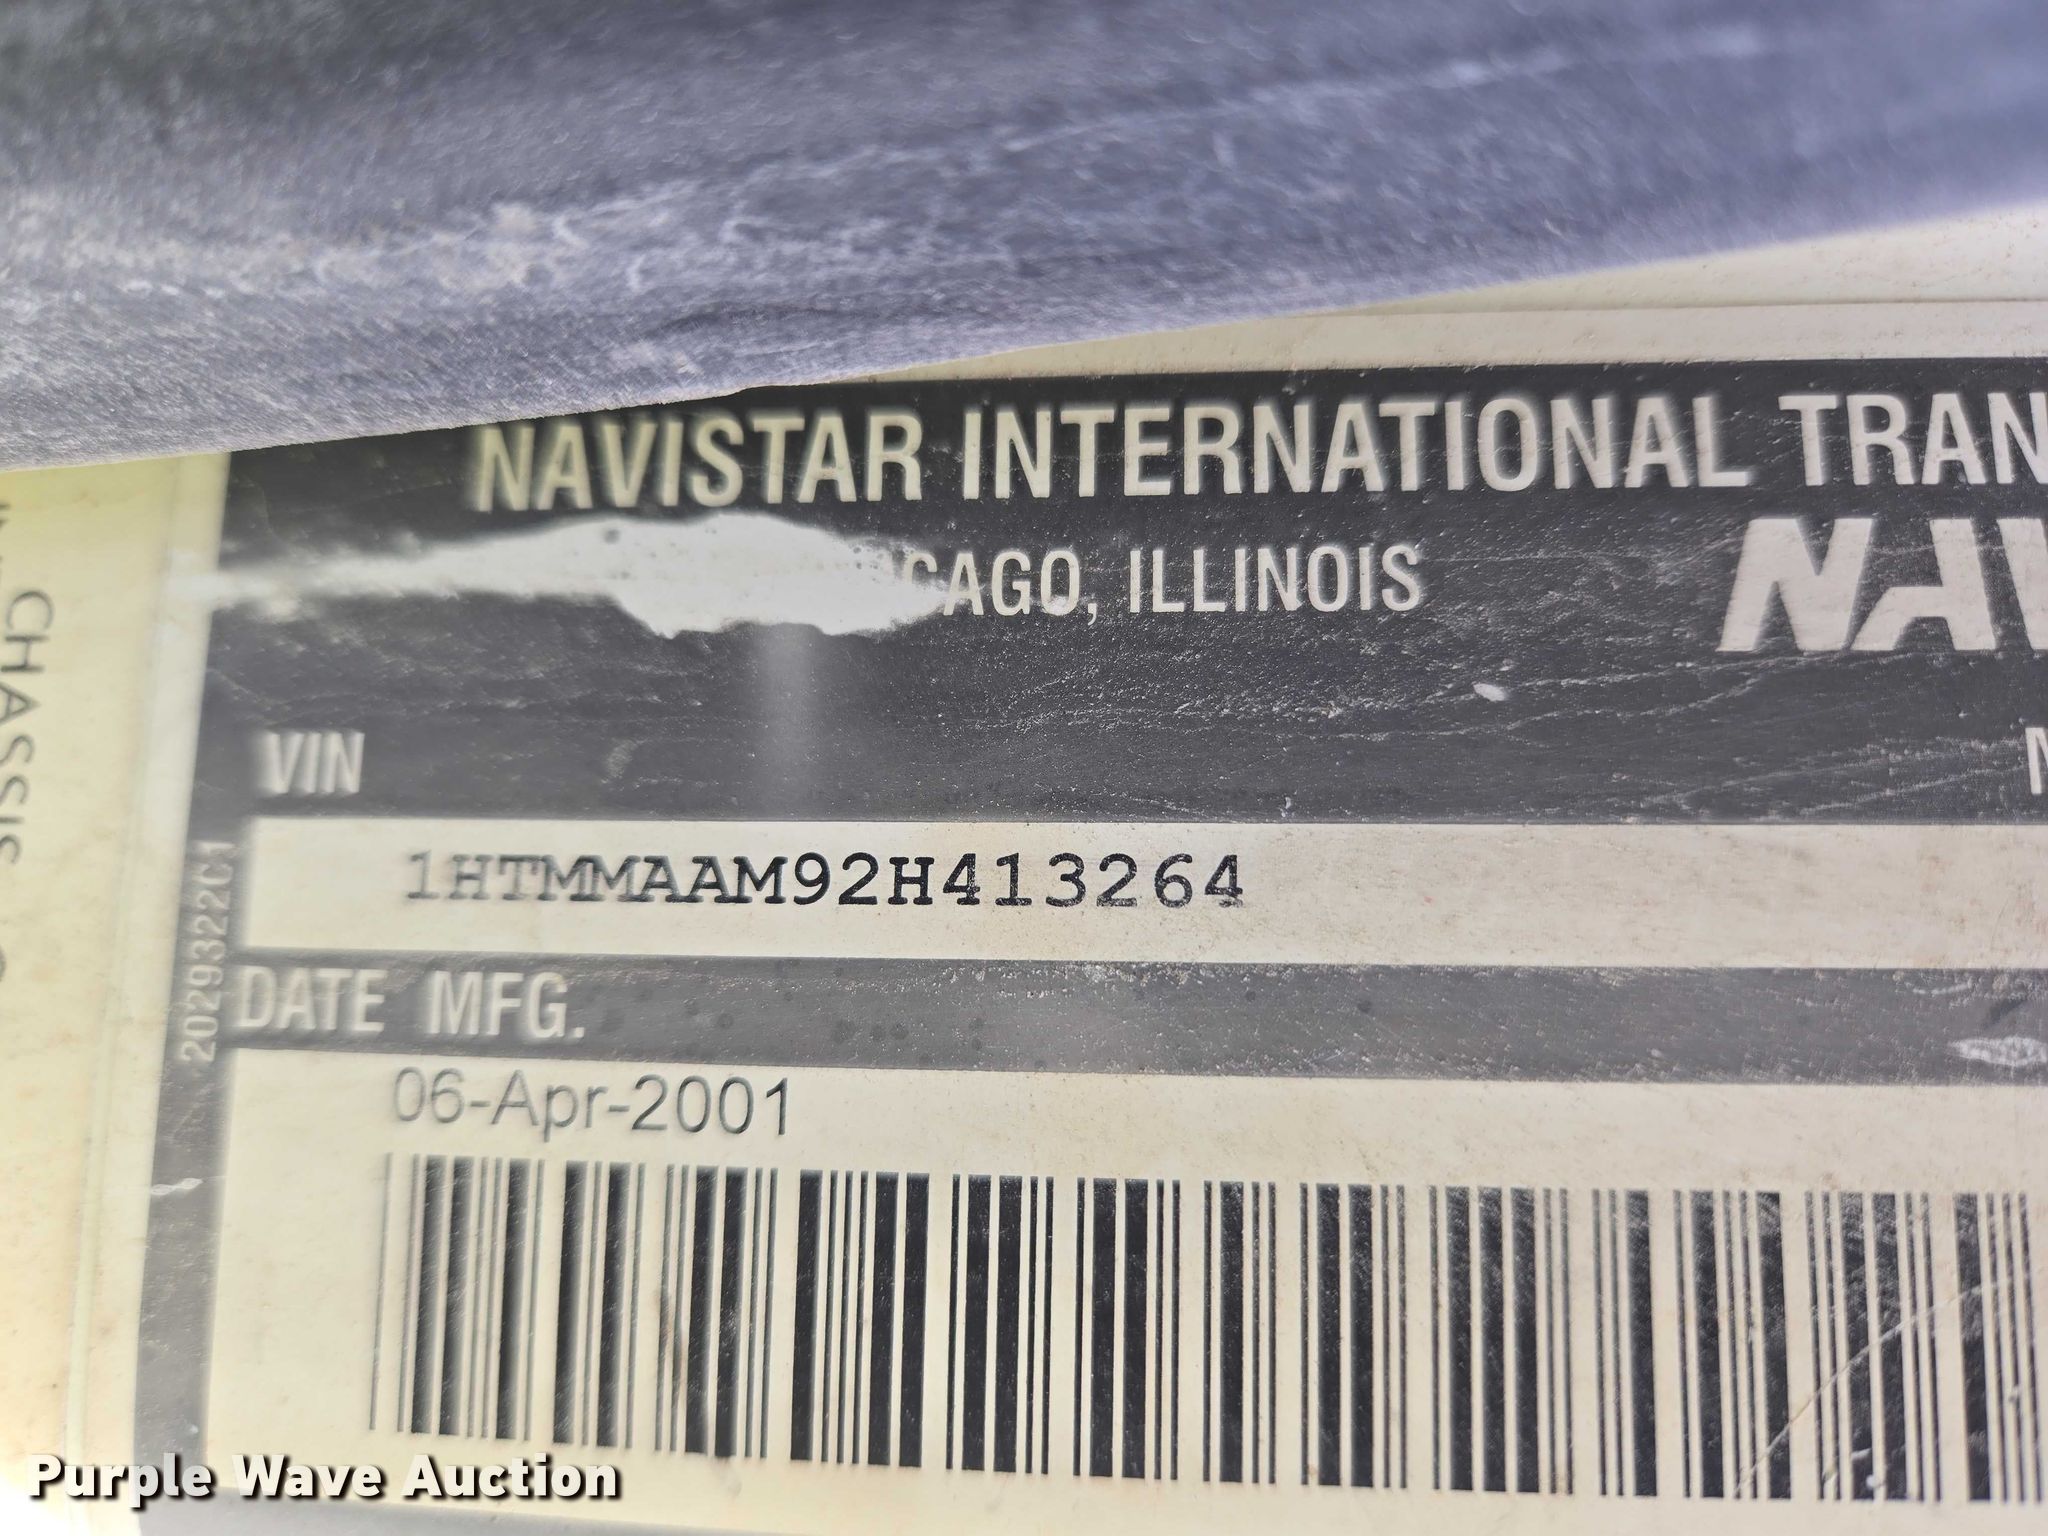 NAVISTAR INTERNATIONAL TRAN
CAGO, ILLINOIS
NAV
VIN
1HTMMAAM92H413264
2029322C1
DATE MFG.
06-Apr-2001
CHASSIS
Purple Wave Auction